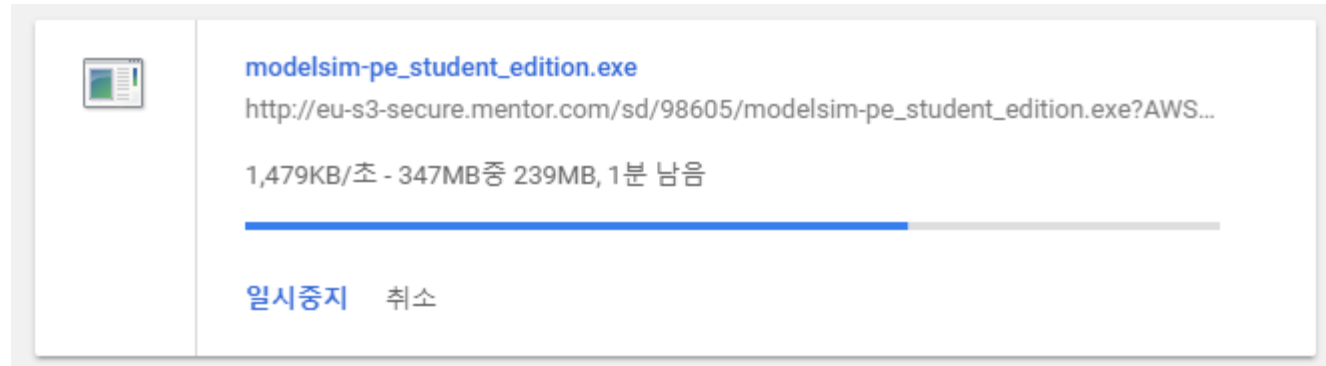 modelsim-pe_student_edition.exe
http://eu-s3-secure.mentor.com/sd/98605/modelsim-pe_student_edition.exe?AWS...
1,479KB/초 - 347MB중 239MB, 1분 남음
일시중지 취소